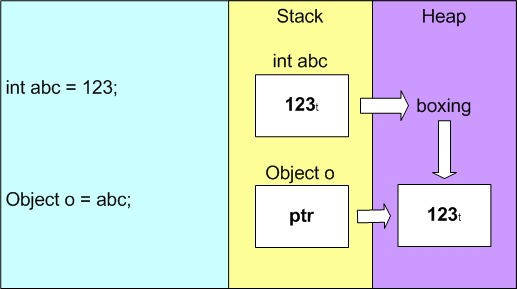 Stack
Heap
int abc
int abc = 123;
123t
boxing
Object o
Object o = abc;
ptr
123t